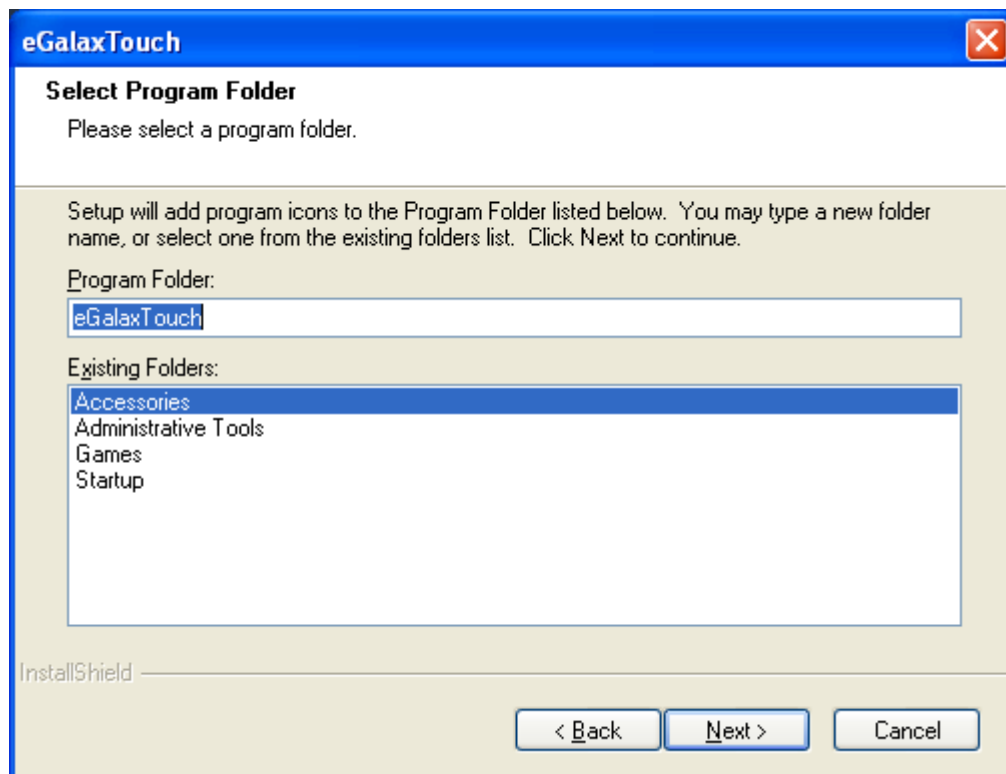 eGalaxTouch
Select Program Folder
Please select a program folder.
Setup will add program icons to the Program Folder listed below.  You may type a new folder
name, or select one from the existing folders list.  Click Next to continue.
Program Folder:
eGalaxTouch
Existing Folders:
Accessories
Administrative Tools
Games
Startup
InstallShield
< Back
Next >
Cancel